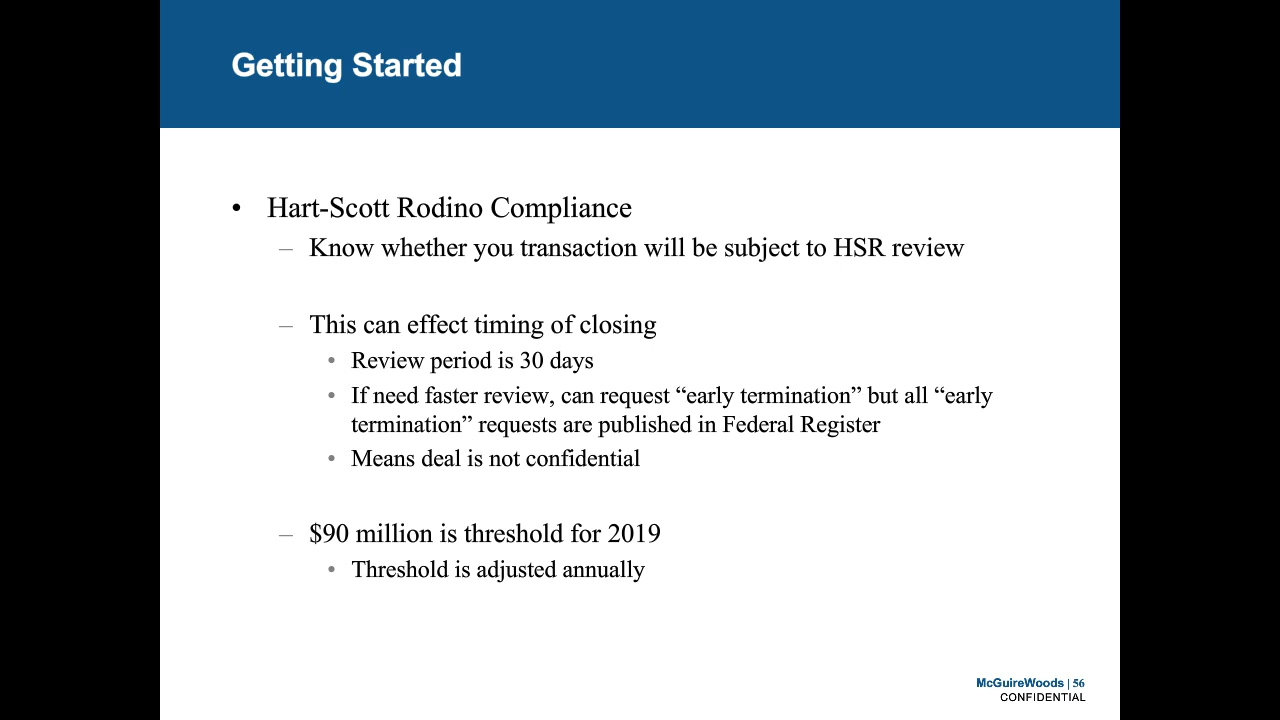 Getting Started
• Hart-Scott Rodino Compliance
– Know whether you transaction will be subject to HSR review
– This can effect timing of closing
• Review period is 30 days
• If need faster review, can request “early termination” but all “early
termination” requests are published in Federal Register
• Means deal is not confidential
– $90 million is threshold for 2019
• Threshold is adjusted annually
McGuireWoods | 56
CONFIDENTIAL